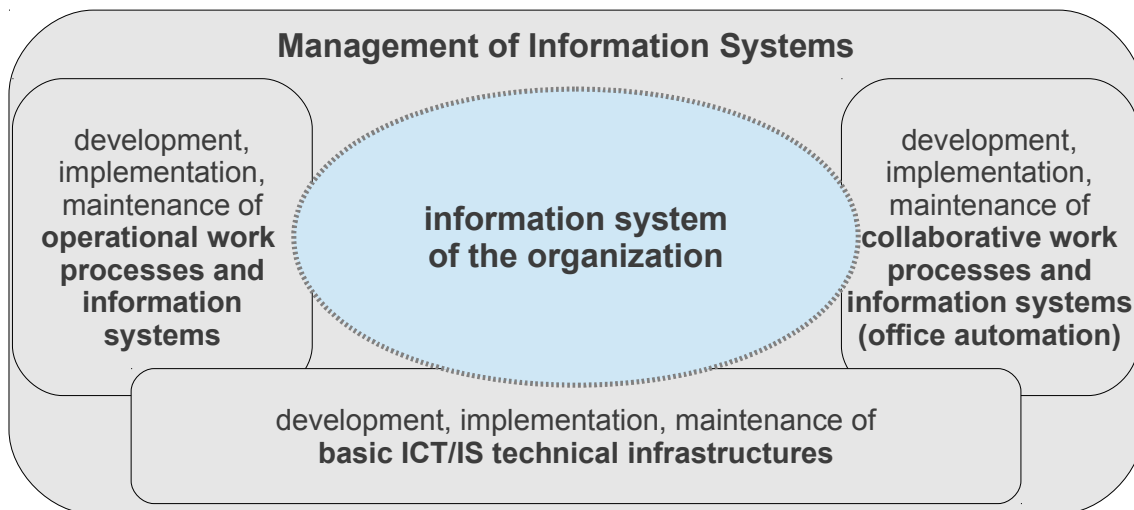 Management of Information Systems
development,
implementation,
maintenance of
operational work
processes and
information
systems
information system
of the organization
development,
implementation,
maintenance of
collaborative work
processes and
information systems
(office automation)
development, implementation, maintenance of
basic ICT/IS technical infrastructures